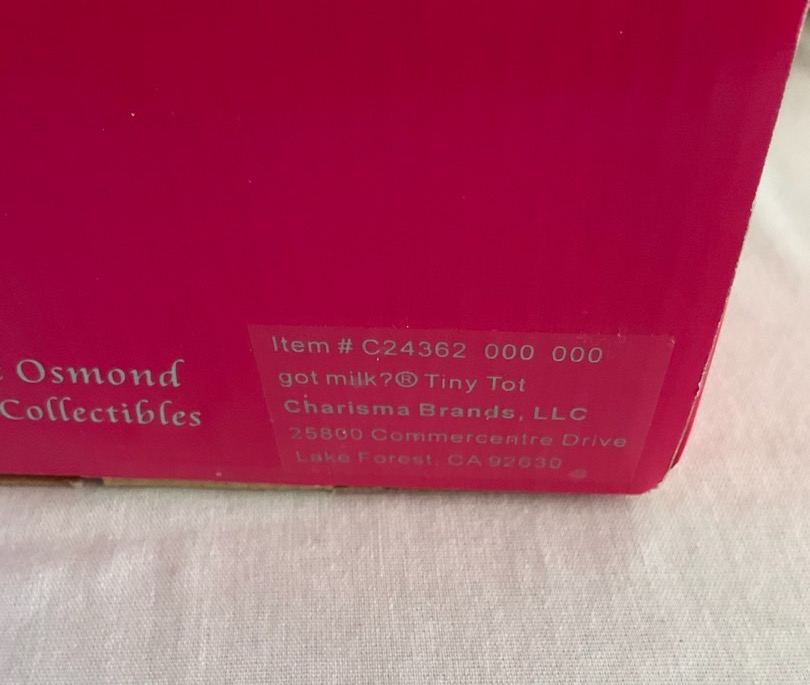 Osmond
Collectibles
Item # C24362 000 000
got milk?® Tiny Tot
Charisma Brands, LLC
25800 Commercentre Drive
Lake Forest, CA 92630